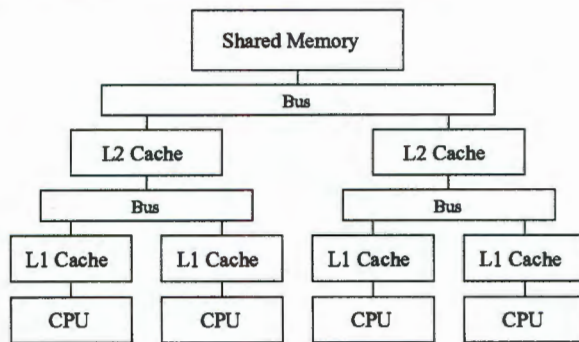 Shared Memory
Bus
L2 Cache L2 Cache
Bus Bus
L1 Cache L1 Cache L1 Cache L1 Cache
CPU CPU CPU CPU